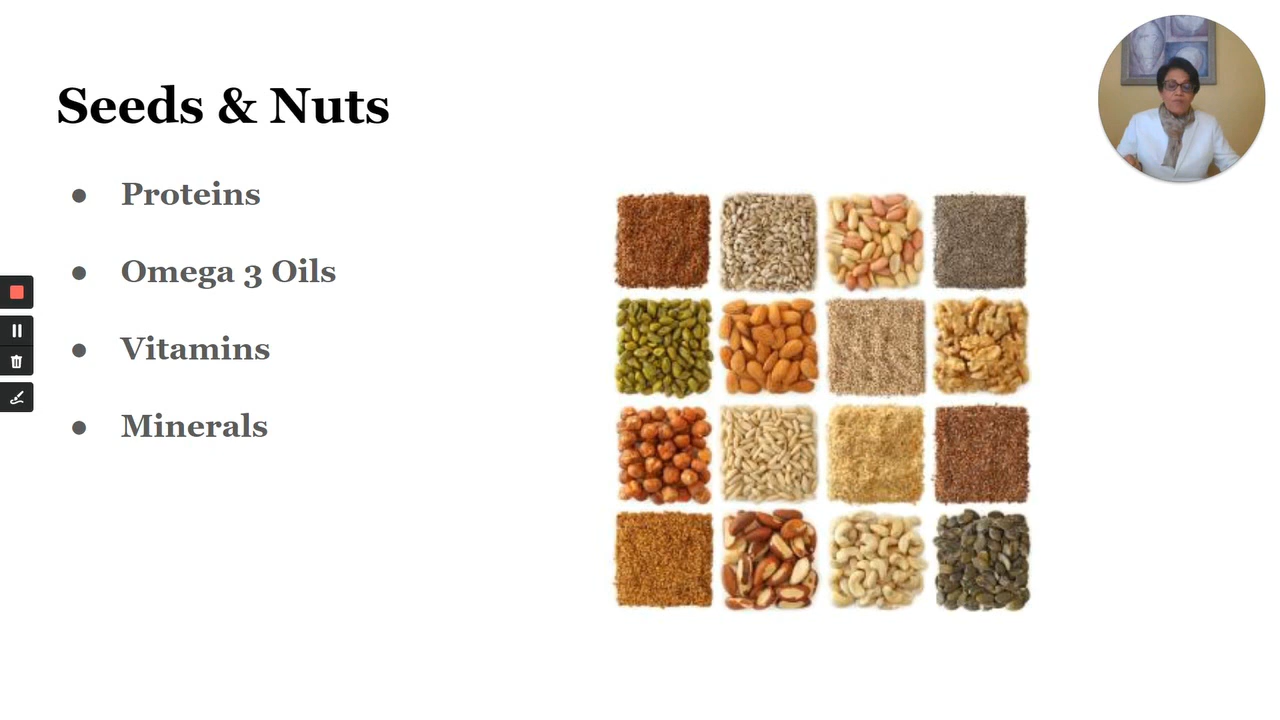 Seeds & Nuts
● Proteins
● Omega 3 Oils
● Vitamins
● Minerals